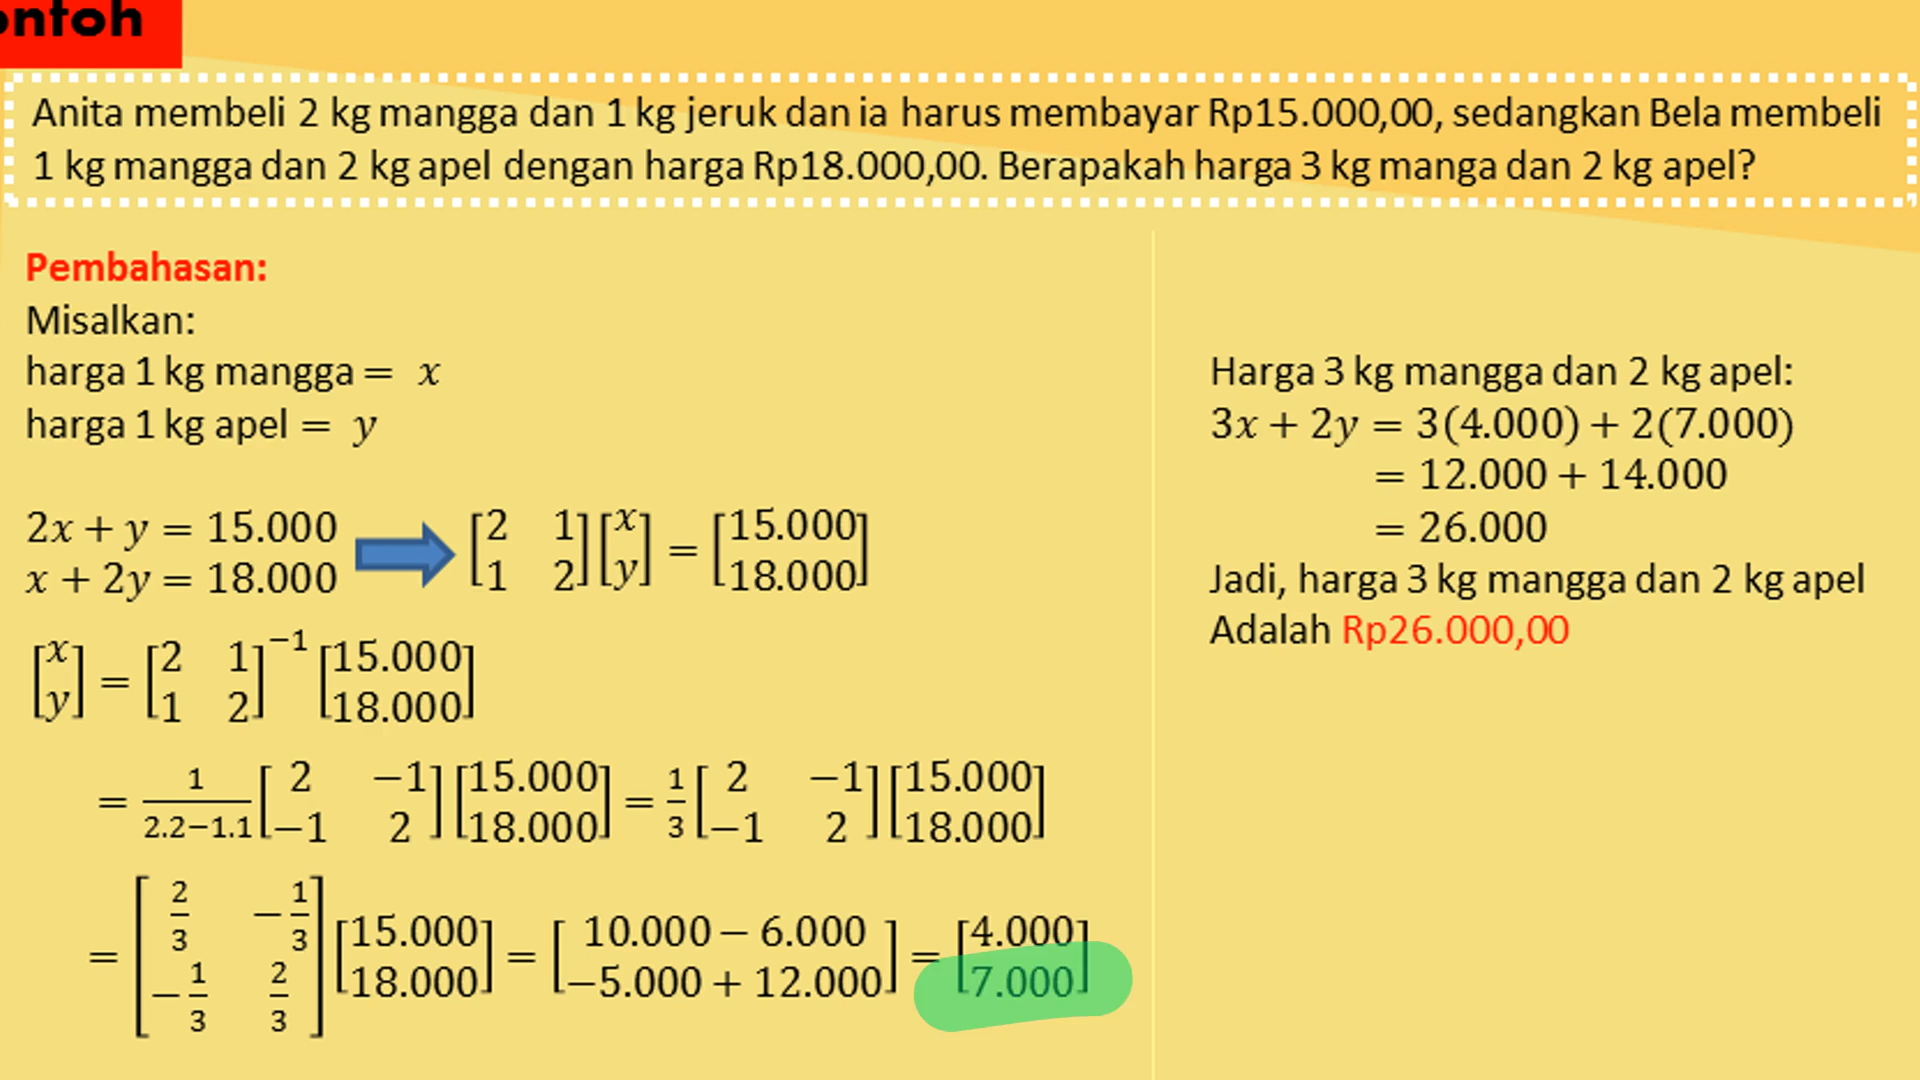 ontoh
Anita membeli 2 kg mangga dan 1 kg jeruk dan ia harus membayar Rp15.000,00, sedangkan Bela membeli
1 kg mangga dan 2 kg apel dengan harga Rp18.000,00. Berapakah harga 3 kg manga dan 2 kg apel?
Pembahasan:
Misalkan:
harga 1 kg mangga = x
harga 1 kg apel = y
2x + y = 15.000
x + 2y = 18.000
[2 1] [x] = [15.000]
[1 2] [y] [18.000]
[x] = [2 1]⁻¹ [15.000]
[y] [1 2] [18.000]
= 1/(2.2−1.1) [2 −1] [15.000] = 1/3 [2 −1] [15.000]
[−1 2] [18.000] [−1 2] [18.000]
= [2/3 −1/3] [15.000] = [10.000 − 6.000] = [4.000]
[−1/3 2/3] [18.000] [−5.000 + 12.000] [7.000]
Harga 3 kg mangga dan 2 kg apel:
3x + 2y = 3(4.000) + 2(7.000)
= 12.000 + 14.000
= 26.000
Jadi, harga 3 kg mangga dan 2 kg apel
Adalah Rp26.000,00